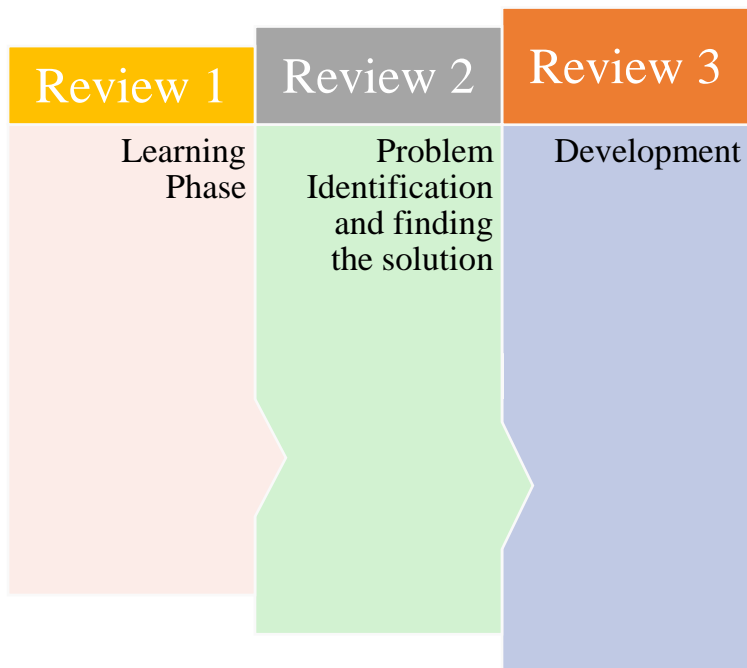 Review 1
Learning
Phase
Review 2
Problem
Identification
and finding
the solution
Review 3
Development